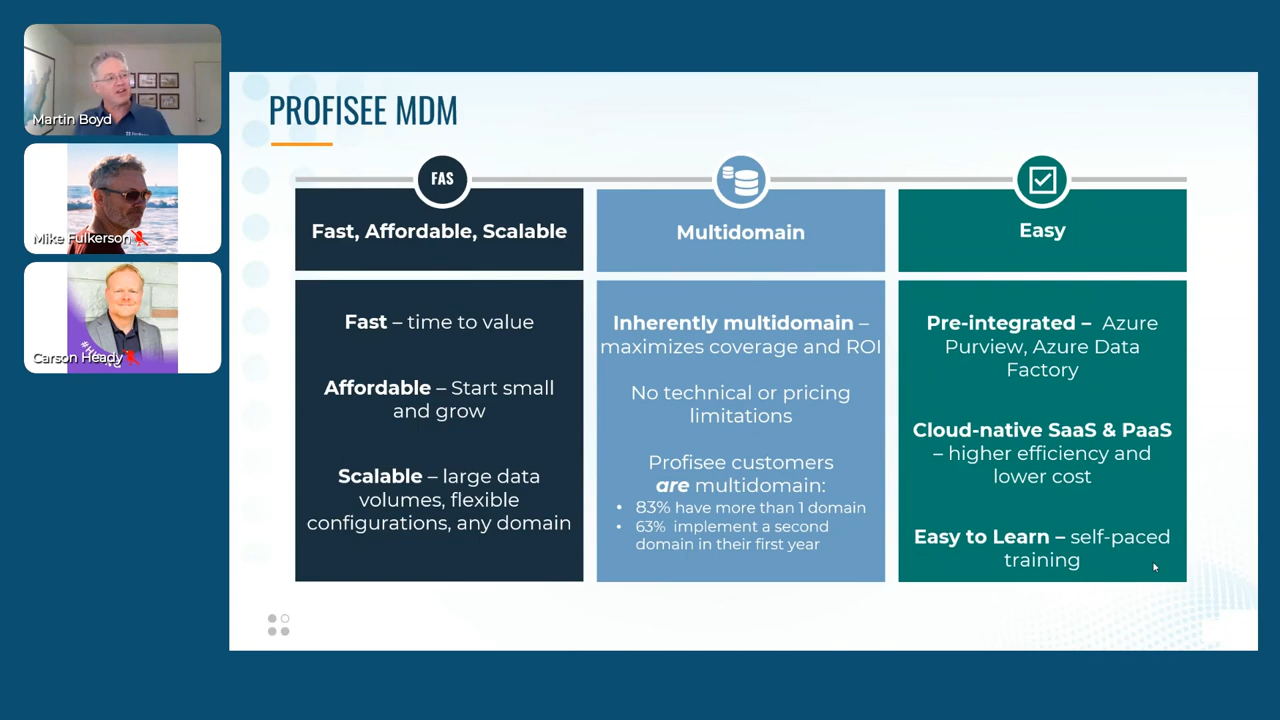 Martin Boyd
Mike Fulkerson
Carson Heady
PROFISEE MDM
FAS
Fast, Affordable, Scalable
Fast – time to value
Affordable – Start small
and grow
Scalable – large data
volumes, flexible
configurations, any domain
Multidomain
Inherently multidomain –
maximizes coverage and ROI
No technical or pricing
limitations
Profisee customers
are multidomain:
• 83% have more than 1 domain
• 63% implement a second
domain in their first year
Easy
Pre-integrated – Azure
Purview, Azure Data
Factory
Cloud-native SaaS & PaaS
– higher efficiency and
lower cost
Easy to Learn – self-paced
training